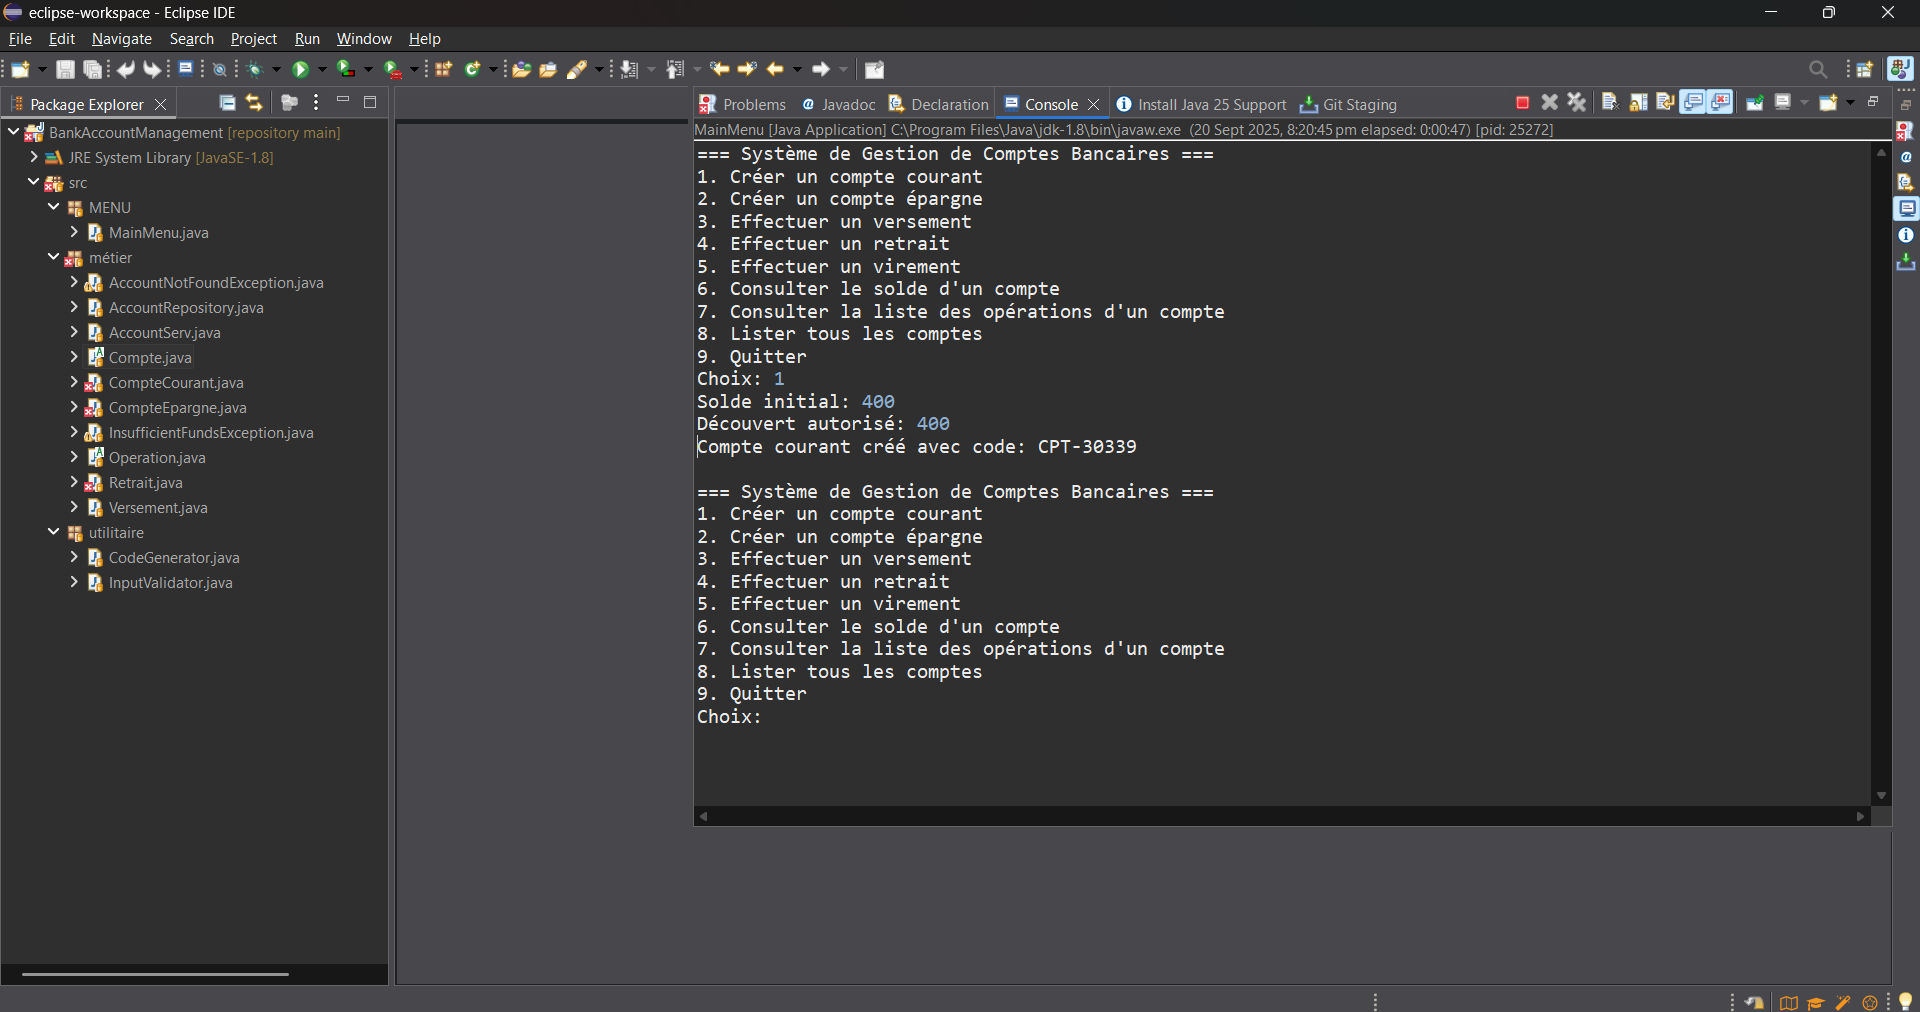 eclipse-workspace - Eclipse IDE
File Edit Navigate Search Project Run Window Help
Package Explorer
BankAccountManagement [repository main]
JRE System Library [JavaSE-1.8]
src
MENU
MainMenu.java
métier
AccountNotFoundException.java
AccountRepository.java
AccountServ.java
Compte.java
CompteCourant.java
CompteEpargne.java
InsufficientFundsException.java
Operation.java
Retrait.java
Versement.java
utilitaire
CodeGenerator.java
InputValidator.java
Problems @ Javadoc Declaration Console Install Java 25 Support Git Staging
MainMenu [Java Application] C:\Program Files\Java\jdk-1.8\bin\javaw.exe (20 Sept 2025, 8:20:45 pm elapsed: 0:00:47) [pid: 25272]
=== Système de Gestion de Comptes Bancaires ===
1. Créer un compte courant
2. Créer un compte épargne
3. Effectuer un versement
4. Effectuer un retrait
5. Effectuer un virement
6. Consulter le solde d'un compte
7. Consulter la liste des opérations d'un compte
8. Lister tous les comptes
9. Quitter
Choix: 1
Solde initial: 400
Découvert autorisé: 400
Compte courant créé avec code: CPT-30339
=== Système de Gestion de Comptes Bancaires ===
1. Créer un compte courant
2. Créer un compte épargne
3. Effectuer un versement
4. Effectuer un retrait
5. Effectuer un virement
6. Consulter le solde d'un compte
7. Consulter la liste des opérations d'un compte
8. Lister tous les comptes
9. Quitter
Choix: